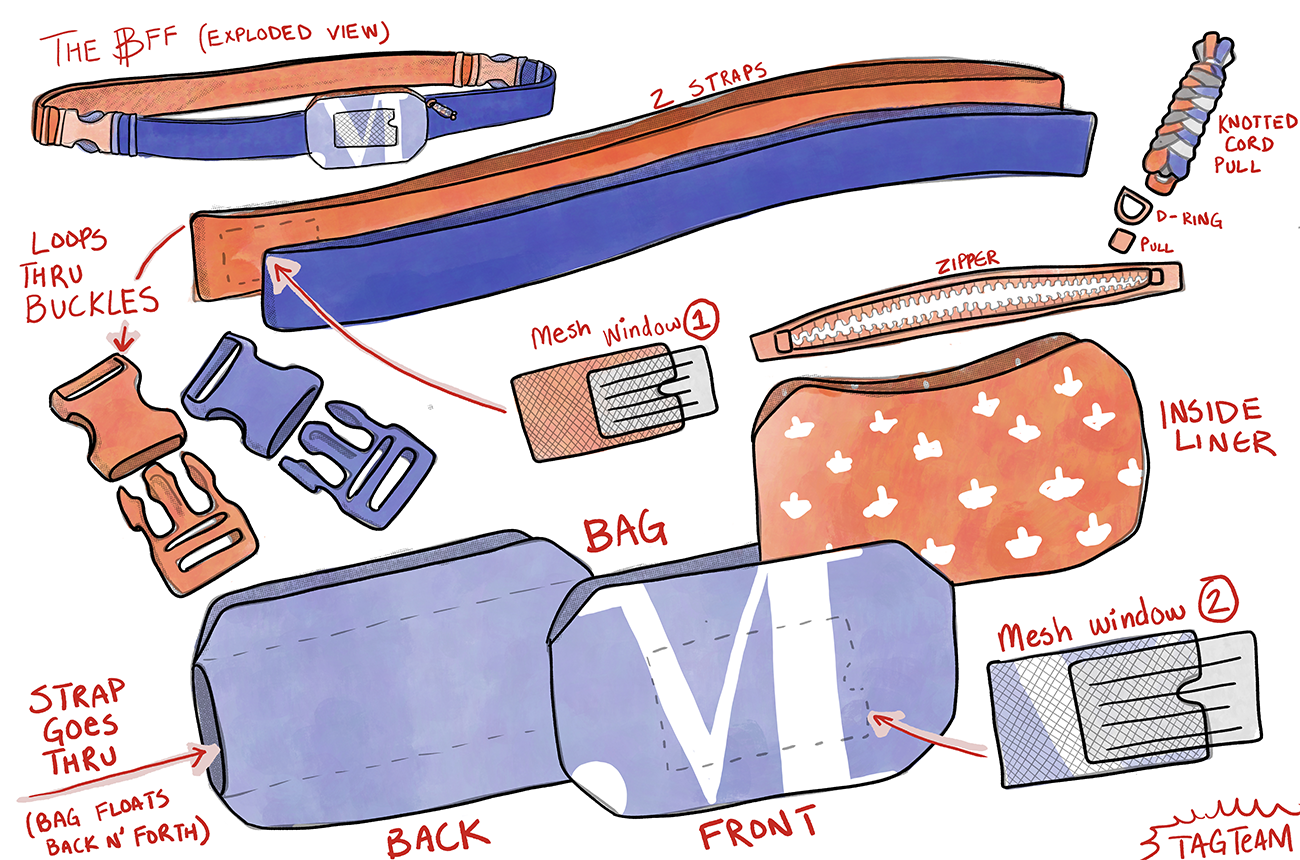 THE BFF (EXPLODED VIEW)
2 STRAPS
KNOTTED
CORD
PULL
D-RING
PULL
LOOPS
THRU
BUCKLES
ZIPPER
Mesh window 1
INSIDE
LINER
BAG
Mesh window 2
STRAP
GOES
THRU
(BAG FLOATS
BACK N' FORTH)
BACK
FRONT
TAGTEAM